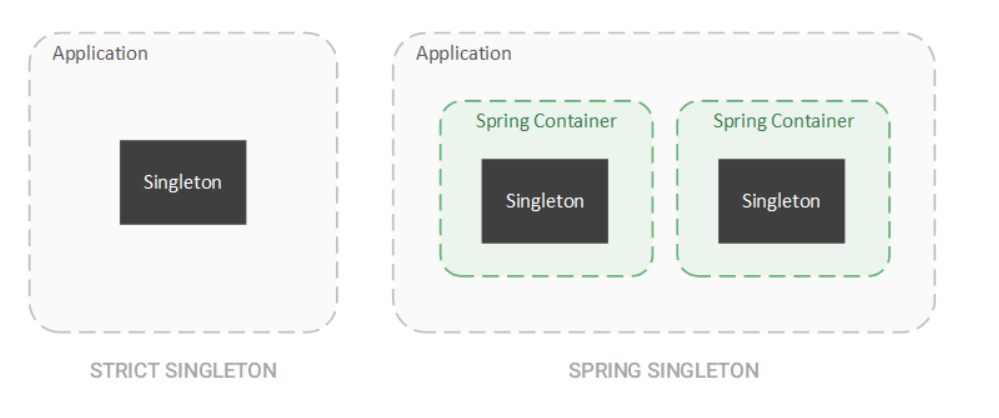 Application
Singleton
STRICT SINGLETON
Application
Spring Container
Singleton
Spring Container
Singleton
SPRING SINGLETON